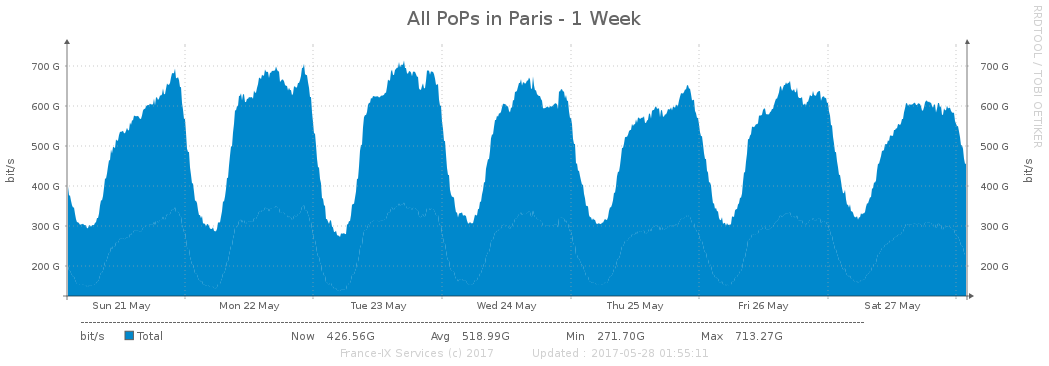 All PoPs in Paris - 1 Week
RRDTOOL / TOBI OETIKER
700 G 700 G
600 G 600 G
500 G 500 G
400 G 400 G
300 G 300 G
200 G 200 G
bit/s bit/s
Sun 21 May Mon 22 May Tue 23 May Wed 24 May Thu 25 May Fri 26 May Sat 27 May
bit/s Total Now 426.56G Avg 518.99G Min 271.70G Max 713.27G
France-IX Services (c) 2017 Updated : 2017-05-28 01:55:11